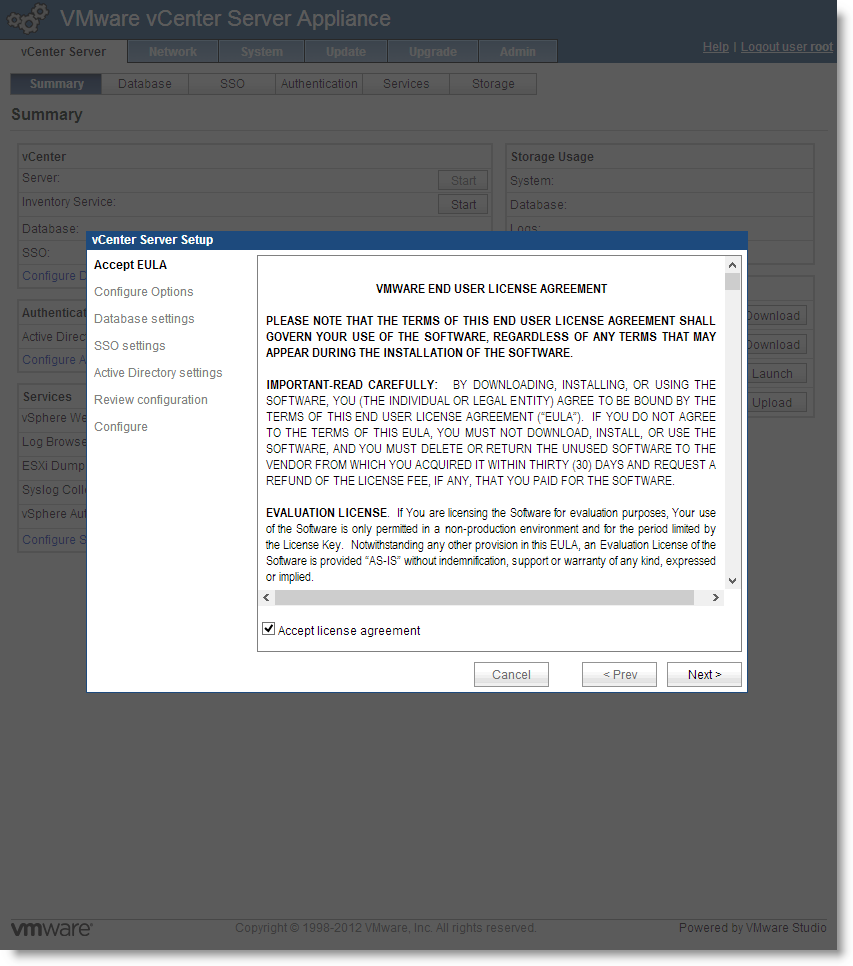 VMware vCenter Server Appliance
vCenter Server Network System Update Upgrade Admin
Help | Logout user root
Summary Database SSO Authentication Services Storage
Summary
vCenter
Server: Start
Inventory Service: Start
Database:
SSO:
Configure D
Storage Usage
System:
Database:
Logs:
Authenticat
Active Direc
Configure A
Services
vSphere We
Log Browse
ESXi Dump
Syslog Colle
vSphere Aut
Configure S
Download
Download
Launch
Upload
vCenter Server Setup
Accept EULA
Configure Options
Database settings
SSO settings
Active Directory settings
Review configuration
Configure
VMWARE END USER LICENSE AGREEMENT
PLEASE NOTE THAT THE TERMS OF THIS END USER LICENSE AGREEMENT SHALL
GOVERN YOUR USE OF THE SOFTWARE, REGARDLESS OF ANY TERMS THAT MAY
APPEAR DURING THE INSTALLATION OF THE SOFTWARE.
IMPORTANT-READ CAREFULLY: BY DOWNLOADING, INSTALLING, OR USING THE
SOFTWARE, YOU (THE INDIVIDUAL OR LEGAL ENTITY) AGREE TO BE BOUND BY THE
TERMS OF THIS END USER LICENSE AGREEMENT (“EULA”). IF YOU DO NOT AGREE
TO THE TERMS OF THIS EULA, YOU MUST NOT DOWNLOAD, INSTALL, OR USE THE
SOFTWARE, AND YOU MUST DELETE OR RETURN THE UNUSED SOFTWARE TO THE
VENDOR FROM WHICH YOU ACQUIRED IT WITHIN THIRTY (30) DAYS AND REQUEST A
REFUND OF THE LICENSE FEE, IF ANY, THAT YOU PAID FOR THE SOFTWARE.
EVALUATION LICENSE. If You are licensing the Software for evaluation purposes, Your use
of the Software is only permitted in a non-production environment and for the period limited by
the License Key. Notwithstanding any other provision in this EULA, an Evaluation License of the
Software is provided “AS-IS” without indemnification, support or warranty of any kind, expressed
or implied.
Accept license agreement
Cancel < Prev Next >
vmware
Copyright © 1998-2012 VMware, Inc. All rights reserved.
Powered by VMware Studio